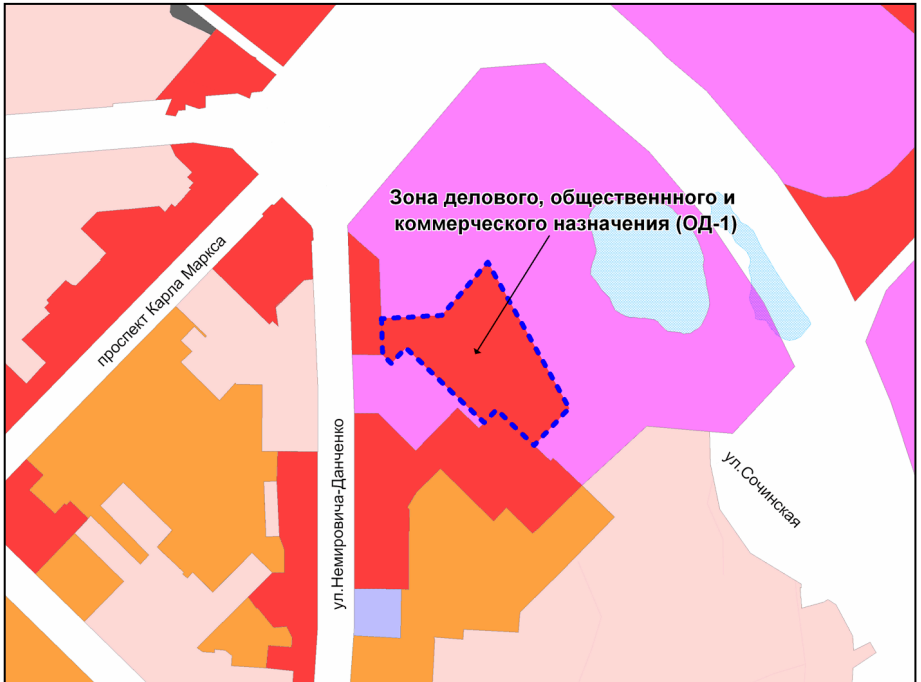 Зона делового, общественнного и
коммерческого назначения (ОД-1)
проспект Карла Маркса
ул.Немировича-Данченко
ул.Сочинская